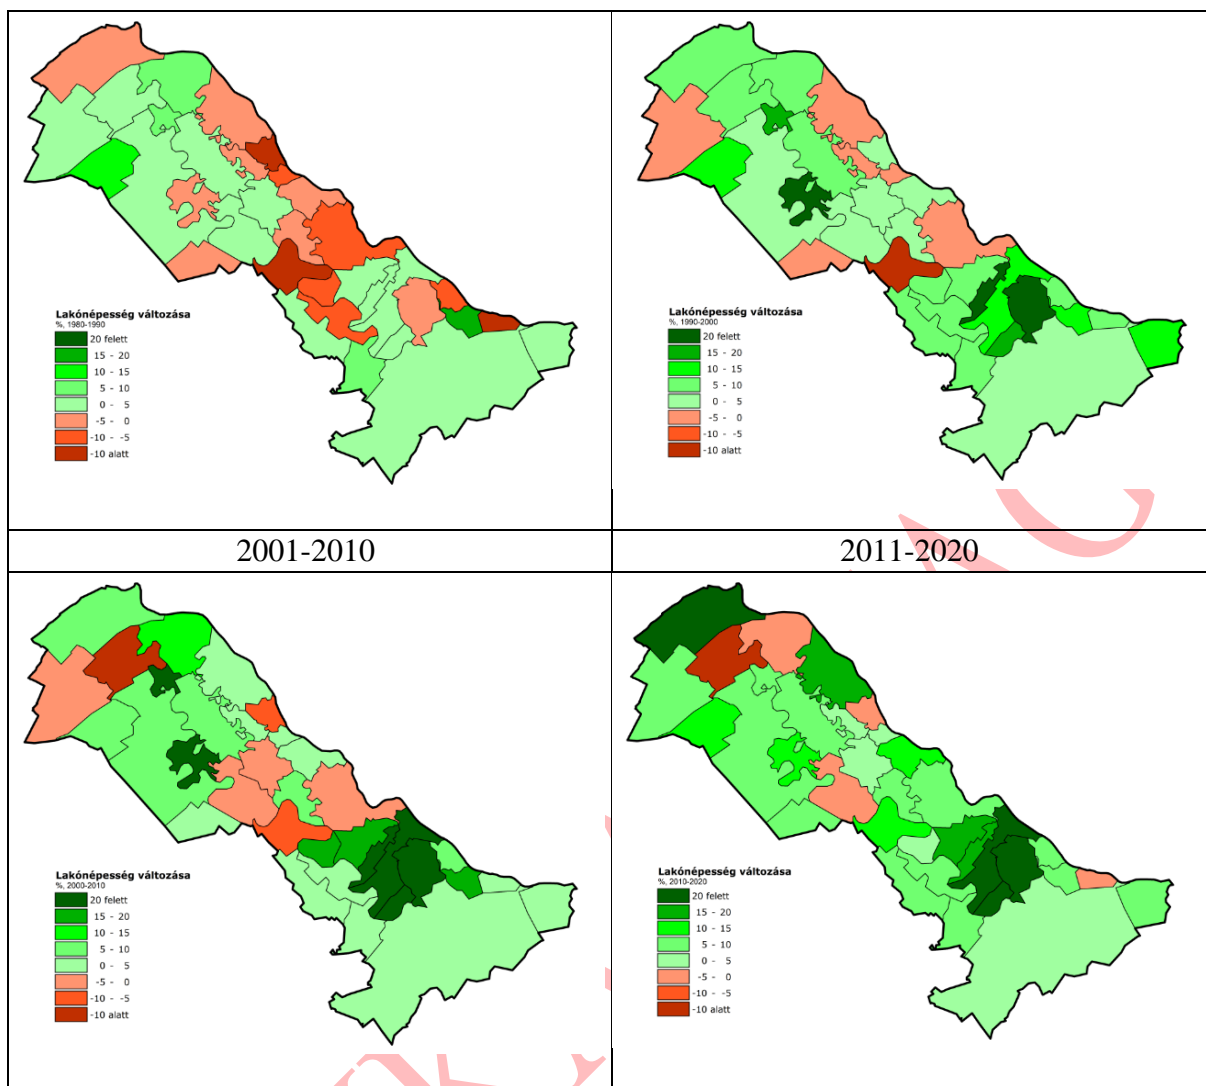 Lakónépesség változása
%, 1980-1990
20 felett
15 - 20
10 - 15
5 - 10
0 - 5
-5 - 0
-10 - -5
-10 alatt
Lakónépesség változása
%, 1990-2000
20 felett
15 - 20
10 - 15
5 - 10
0 - 5
-5 - 0
-10 - -5
-10 alatt
2001-2010
2011-2020
Lakónépesség változása
%, 2000-2010
20 felett
15 - 20
10 - 15
5 - 10
0 - 5
-5 - 0
-10 - -5
-10 alatt
Lakónépesség változása
%, 2010-2020
20 felett
15 - 20
10 - 15
5 - 10
0 - 5
-5 - 0
-10 - -5
-10 alatt